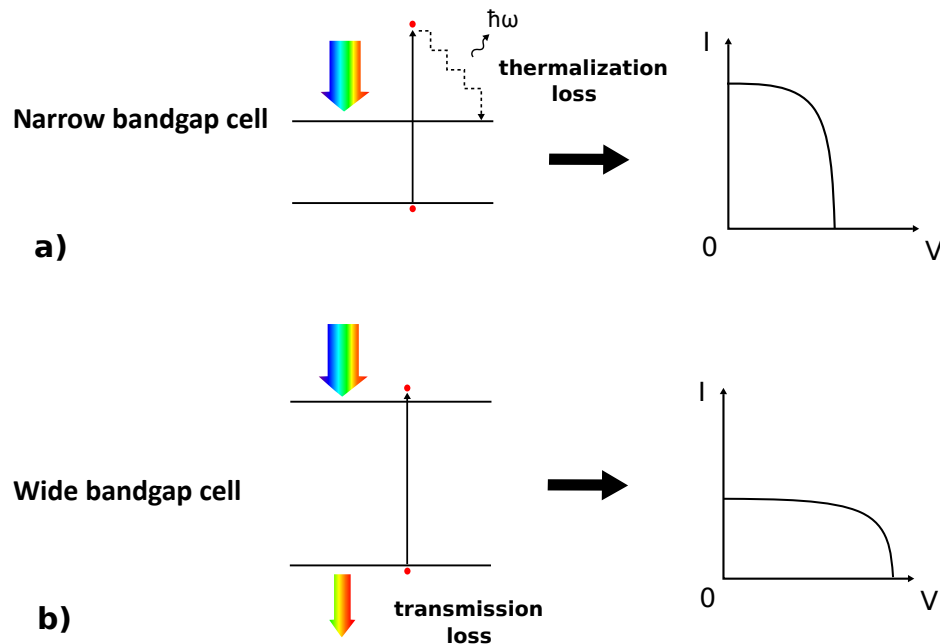 ħω
I
thermalization
loss
Narrow bandgap cell
0
V
a)
I
Wide bandgap cell
0
V
transmission
loss
b)